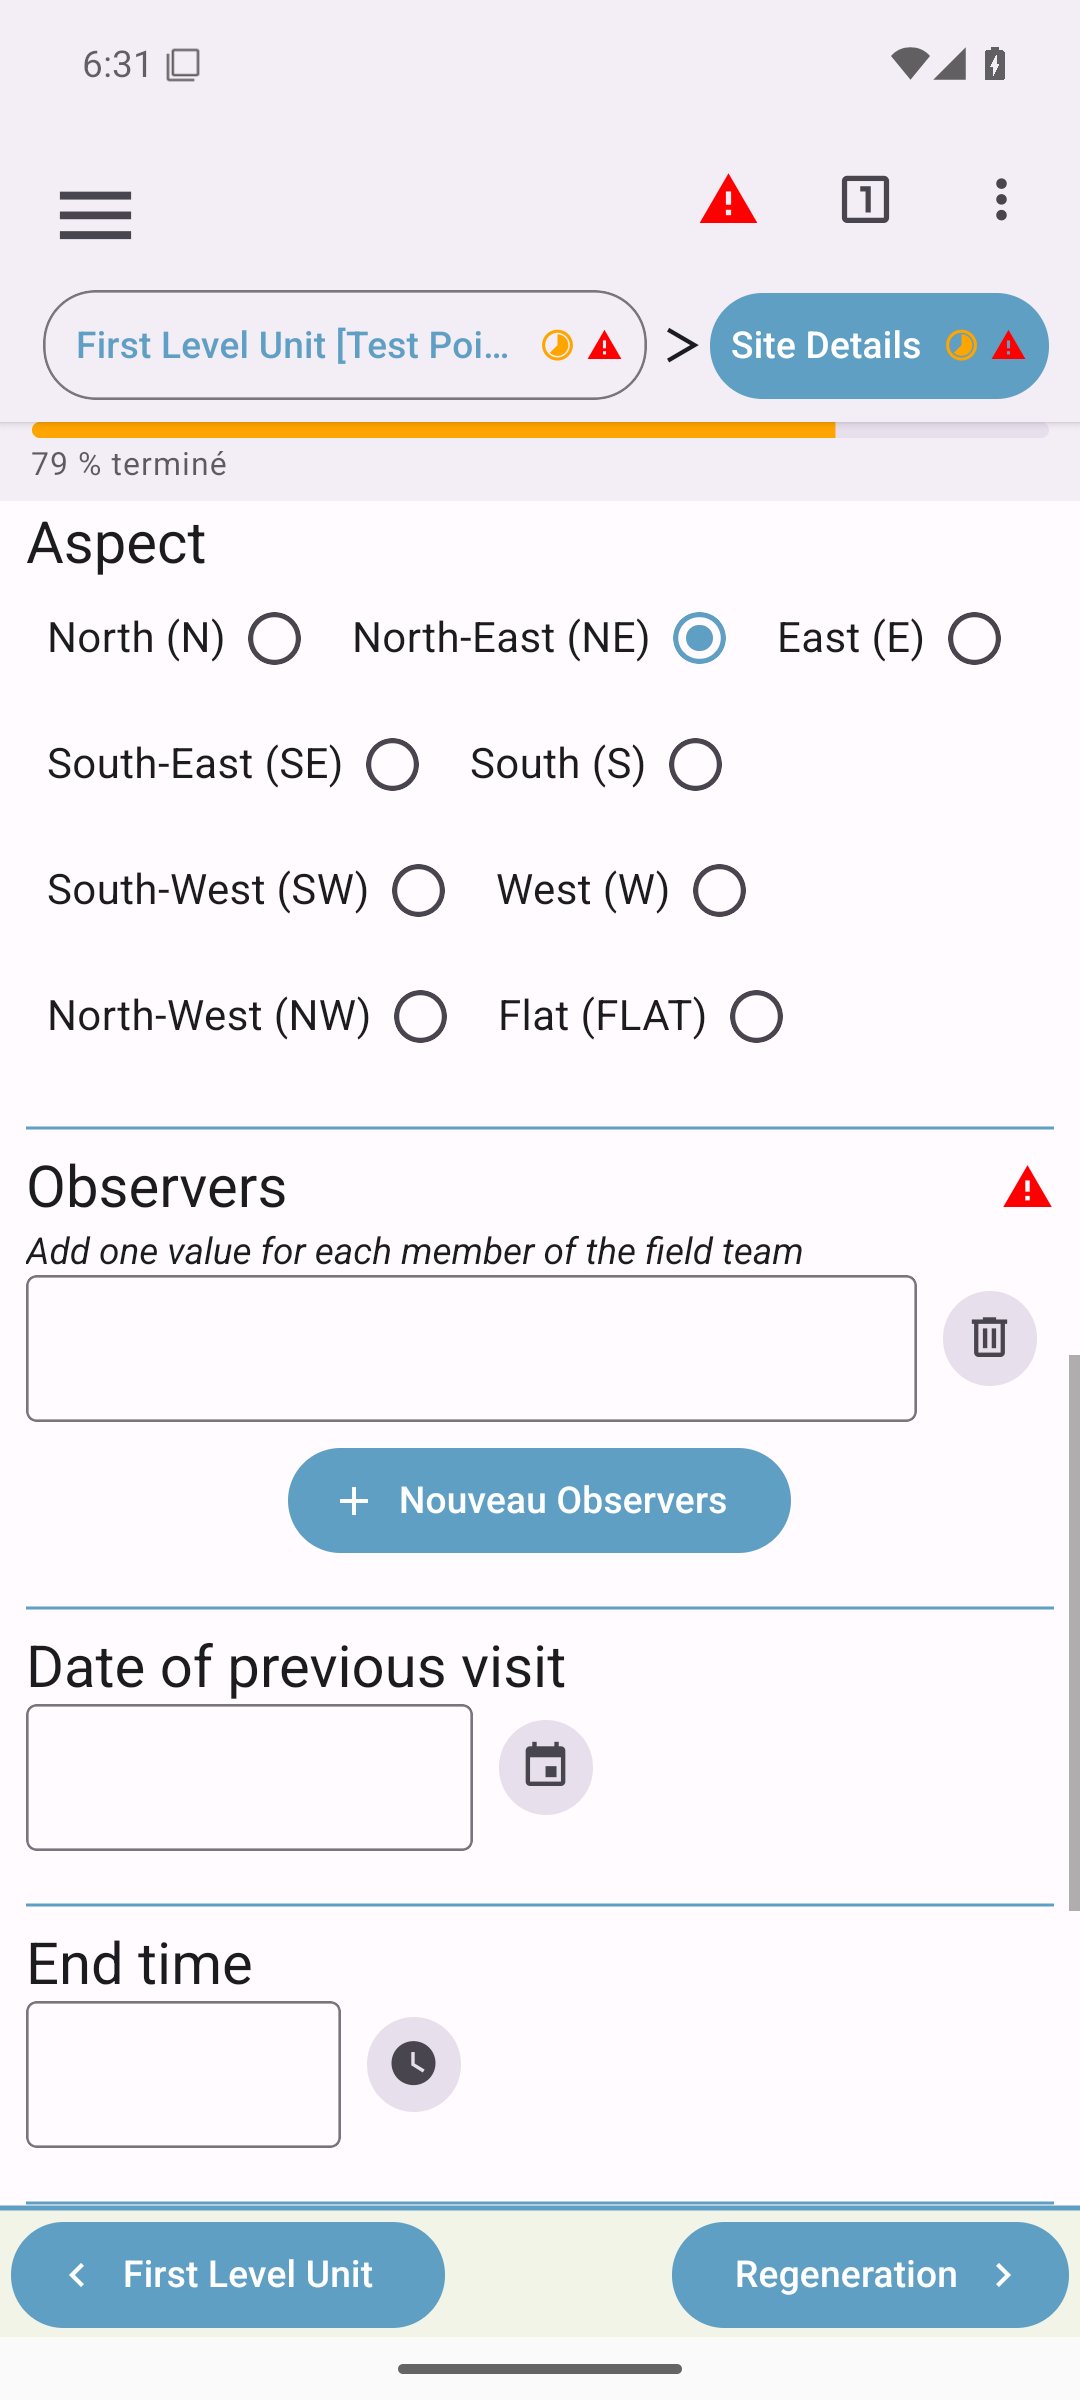 6:31
1
First Level Unit [Test Poi... > Site Details
79 % terminé
Aspect
North (N) North-East (NE) East (E)
South-East (SE) South (S)
South-West (SW) West (W)
North-West (NW) Flat (FLAT)
Observers
Add one value for each member of the field team
+ Nouveau Observers
Date of previous visit
End time
First Level Unit
Regeneration